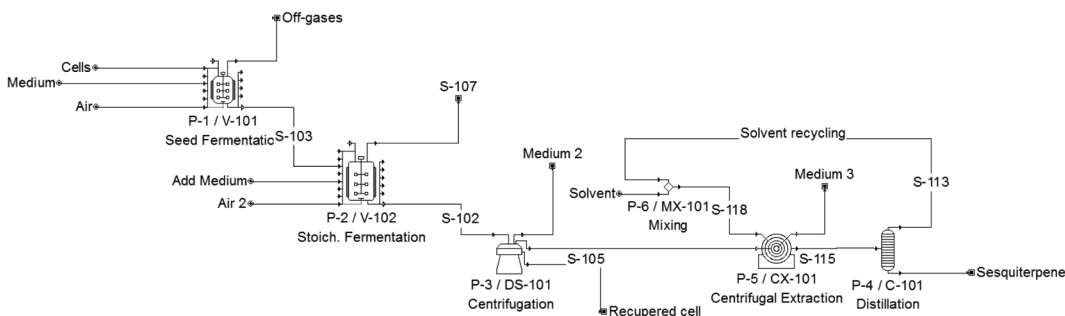 Off-gases
Cells
Medium
Air
P-1 / V-101
Seed Fermentatio
S-103
S-107
Add Medium
Air 2
P-2 / V-102
Stoich. Fermentation
S-102
Medium 2
S-105
P-3 / DS-101
Centrifugation
Recupered cell
Solvent recycling
Solvent
P-6 / MX-101
Mixing
S-118
Medium 3
S-113
S-115
P-5 / CX-101
Centrifugal Extraction
P-4 / C-101
Distillation
Sesquiterpene